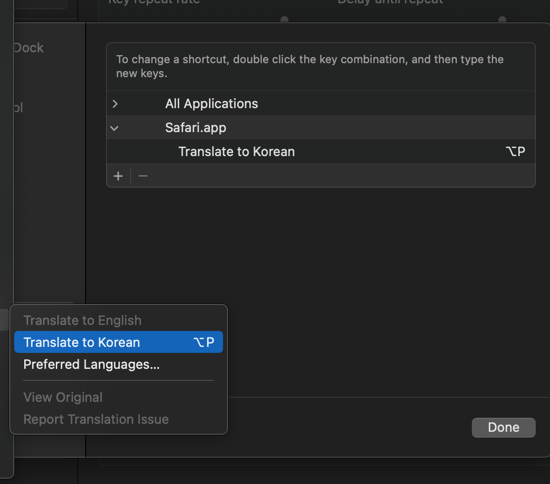 Key repeat rate
Delay until repeat
Dock
To change a shortcut, double click the key combination, and then type the
new keys.
All Applications
Safari.app
Translate to Korean ⌥P
+ −
Translate to English
Translate to Korean ⌥P
Preferred Languages...
View Original
Report Translation Issue
Done